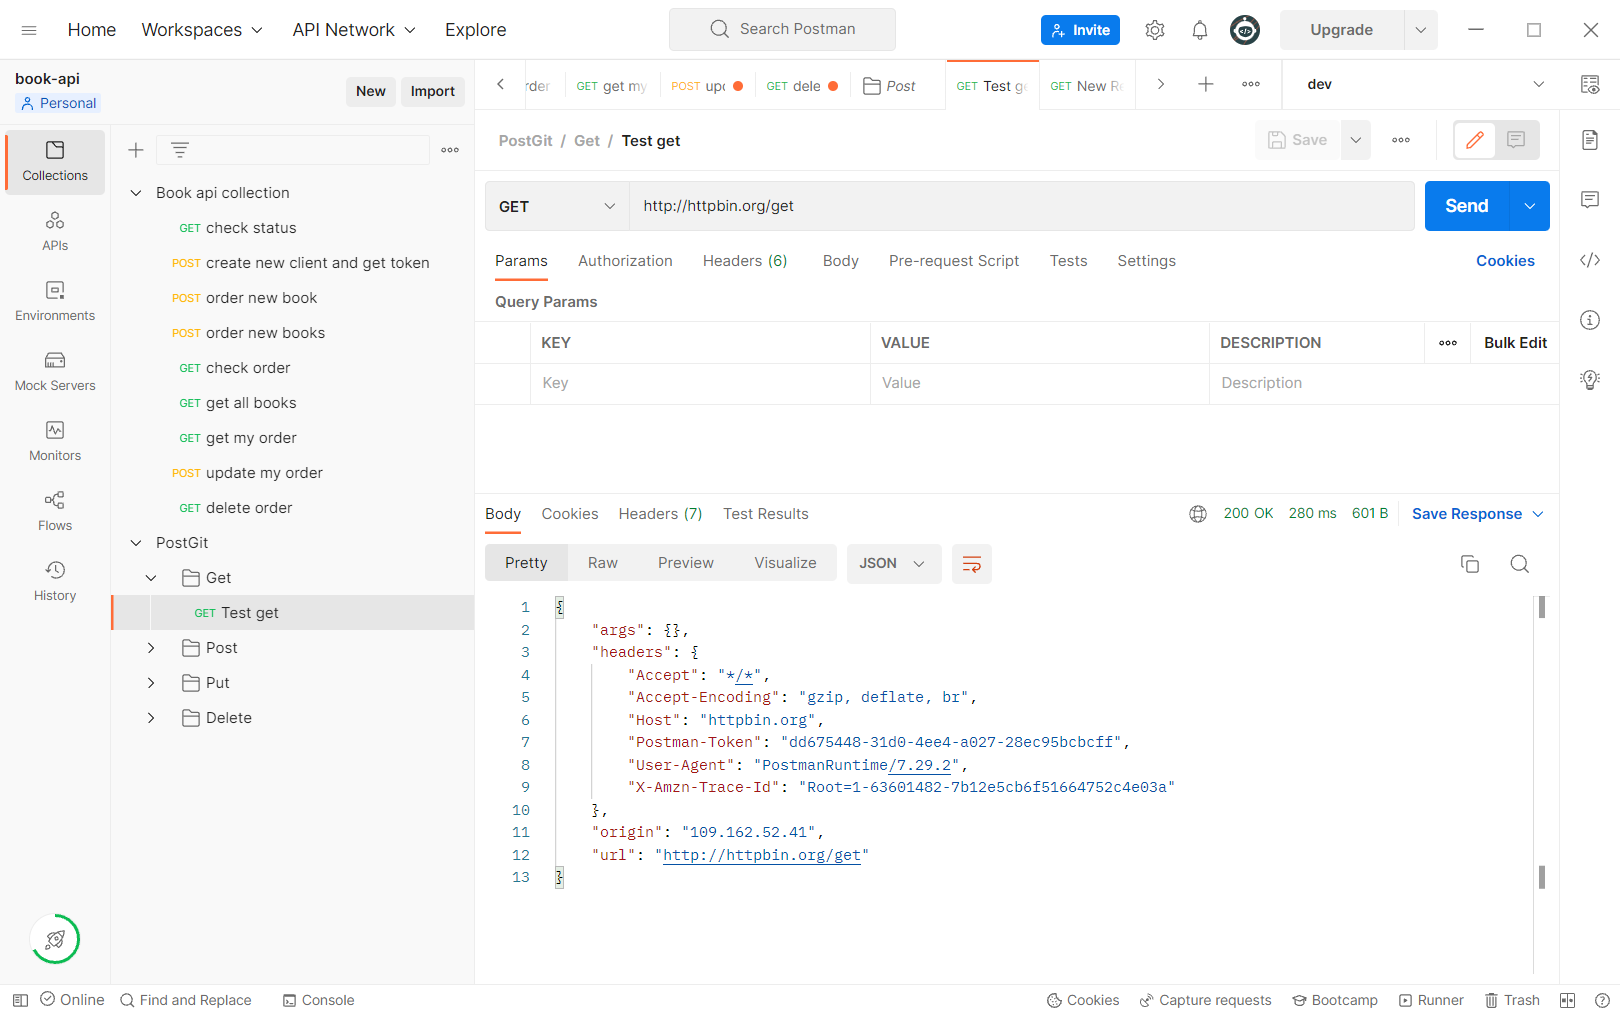 Home Workspaces API Network Explore Search Postman Invite Upgrade
book-api
Personal
New Import
GET get my POST upd GET dele Post GET Test ge GET New Re dev
PostGit / Get / Test get Save
Collections
APIs
Environments
Mock Servers
Monitors
Flows
History
Book api collection
GET check status
POST create new client and get token
POST order new book
POST order new books
GET check order
GET get all books
GET get my order
POST update my order
GET delete order
PostGit
Get
GET Test get
Post
Put
Delete
GET http://httpbin.org/get Send
Params Authorization Headers (6) Body Pre-request Script Tests Settings Cookies
Query Params
KEY VALUE DESCRIPTION Bulk Edit
Key Value Description
Body Cookies Headers (7) Test Results 200 OK 280 ms 601 B Save Response
Pretty Raw Preview Visualize JSON
1 {
2 "args": {},
3 "headers": {
4 "Accept": "*/*",
5 "Accept-Encoding": "gzip, deflate, br",
6 "Host": "httpbin.org",
7 "Postman-Token": "dd675448-31d0-4ee4-a027-28ec95bcbcff",
8 "User-Agent": "PostmanRuntime/7.29.2",
9 "X-Amzn-Trace-Id": "Root=1-63601482-7b12e5cb6f51664752c4e03a"
10 },
11 "origin": "109.162.52.41",
12 "url": "http://httpbin.org/get"
13 }
Online Find and Replace Console Cookies Capture requests Bootcamp Runner Trash